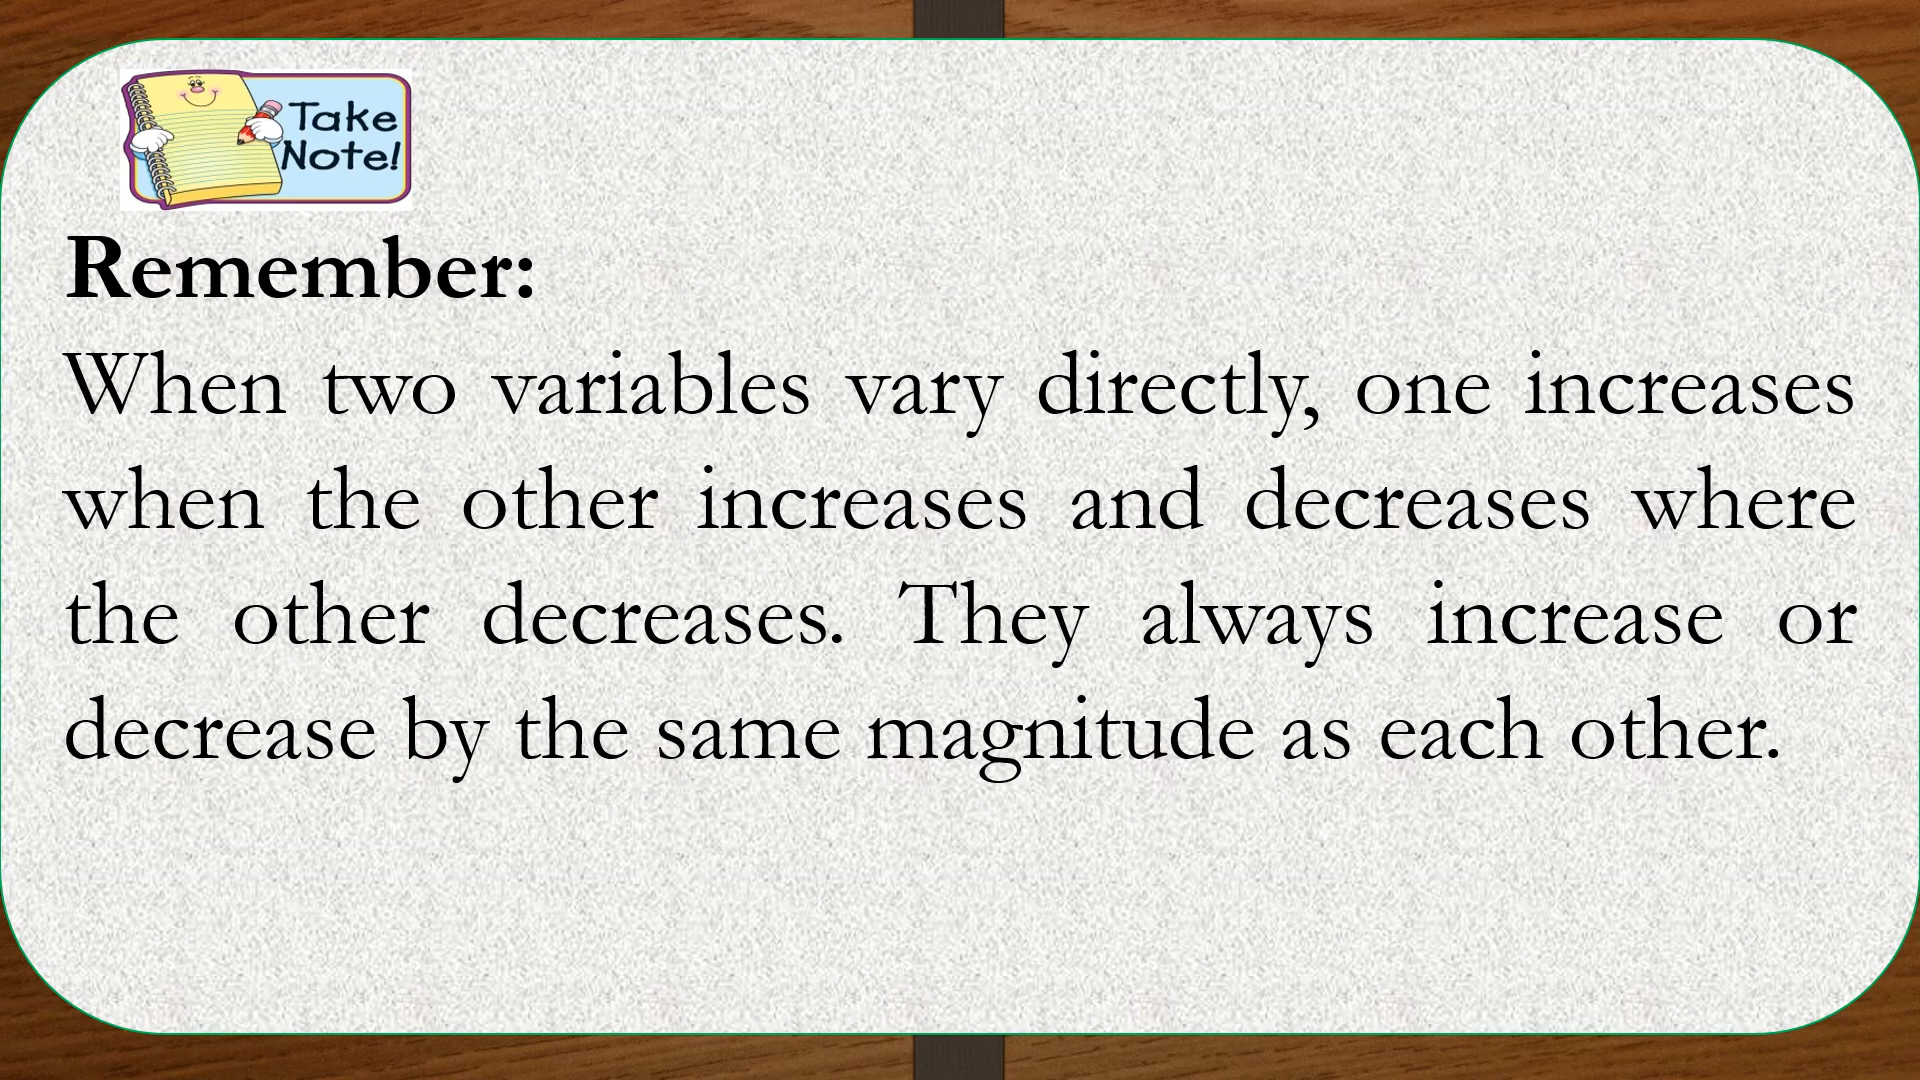 Take
Note!
Remember:
When two variables vary directly, one increases
when the other increases and decreases where
the other decreases. They always increase or
decrease by the same magnitude as each other.